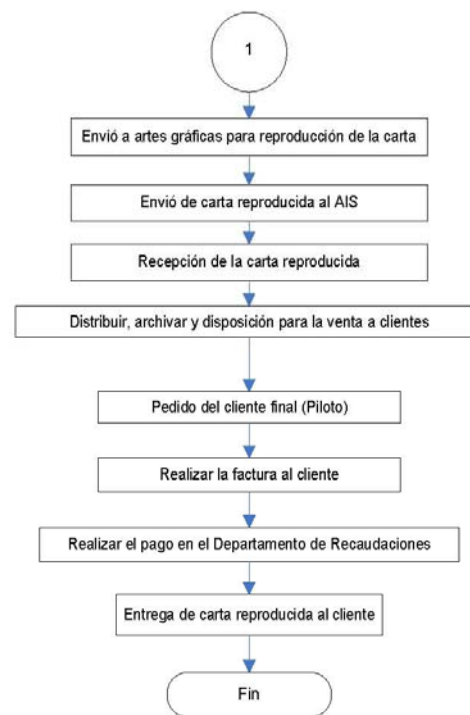 1
Envió a artes gráficas para reproducción de la carta
Envió de carta reproducida al AIS
Recepción de la carta reproducida
Distribuir, archivar y disposición para la venta a clientes
Pedido del cliente final (Piloto)
Realizar la factura al cliente
Realizar el pago en el Departamento de Recaudaciones
Entrega de carta reproducida al cliente
Fin